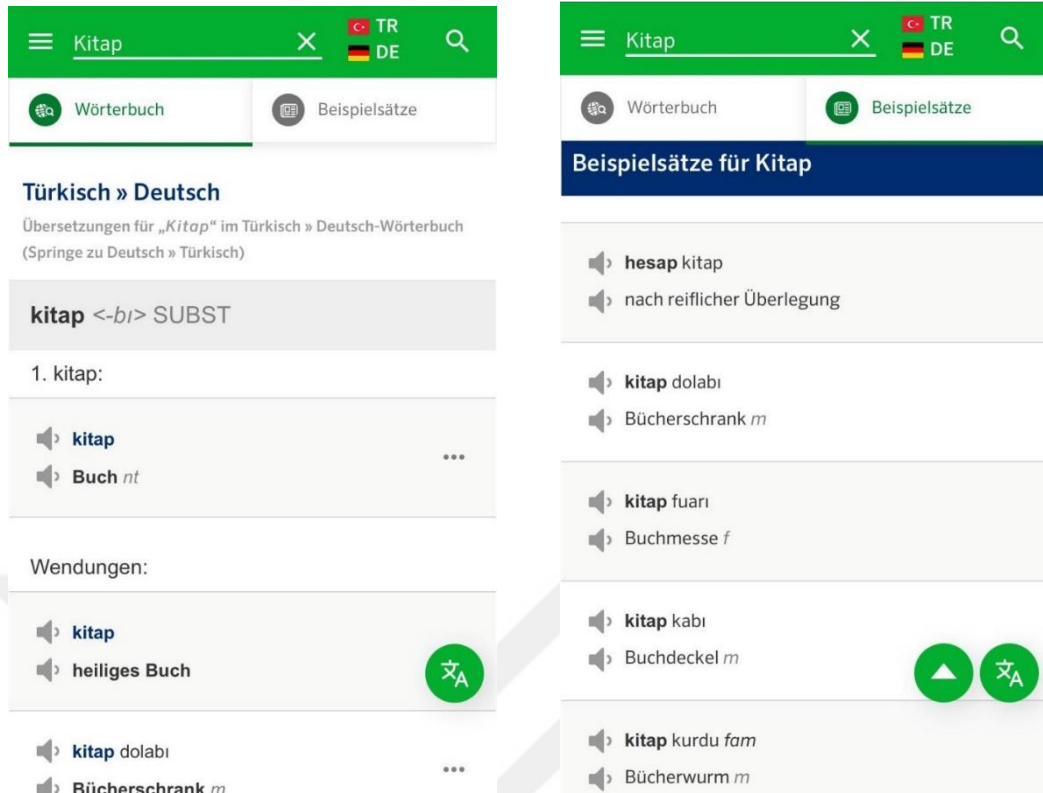 Kitap
TR
DE
Wörterbuch
Beispielsätze
Türkisch » Deutsch
Übersetzungen für „Kitap“ im Türkisch » Deutsch-Wörterbuch
(Springe zu Deutsch » Türkisch)
kitap <-bı> SUBST
1. kitap:
kitap
Buch nt
Wendungen:
kitap
heiliges Buch
kitap dolabı
Bücherschrank m
Kitap
TR
DE
Wörterbuch
Beispielsätze
Beispielsätze für Kitap
hesap kitap
nach reiflicher Überlegung
kitap dolabı
Bücherschrank m
kitap fuarı
Buchmesse f
kitap kabı
Buchdeckel m
kitap kurdu fam
Bücherwurm m